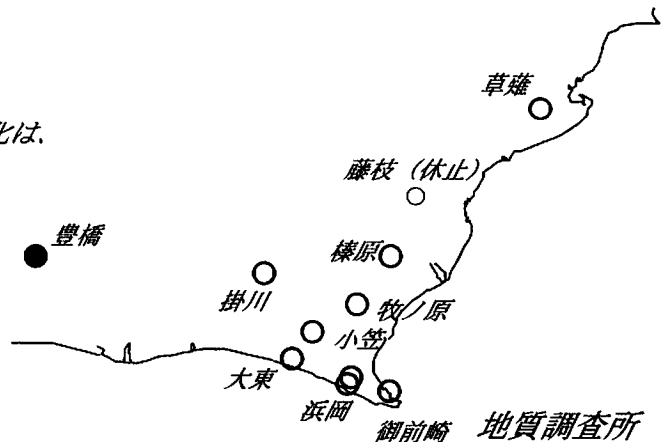 草薙
化は、
藤枝（休止）
豊橋
榛原
掛川
牧ノ原
小笠
大東
浜岡
御前崎
地質調査所